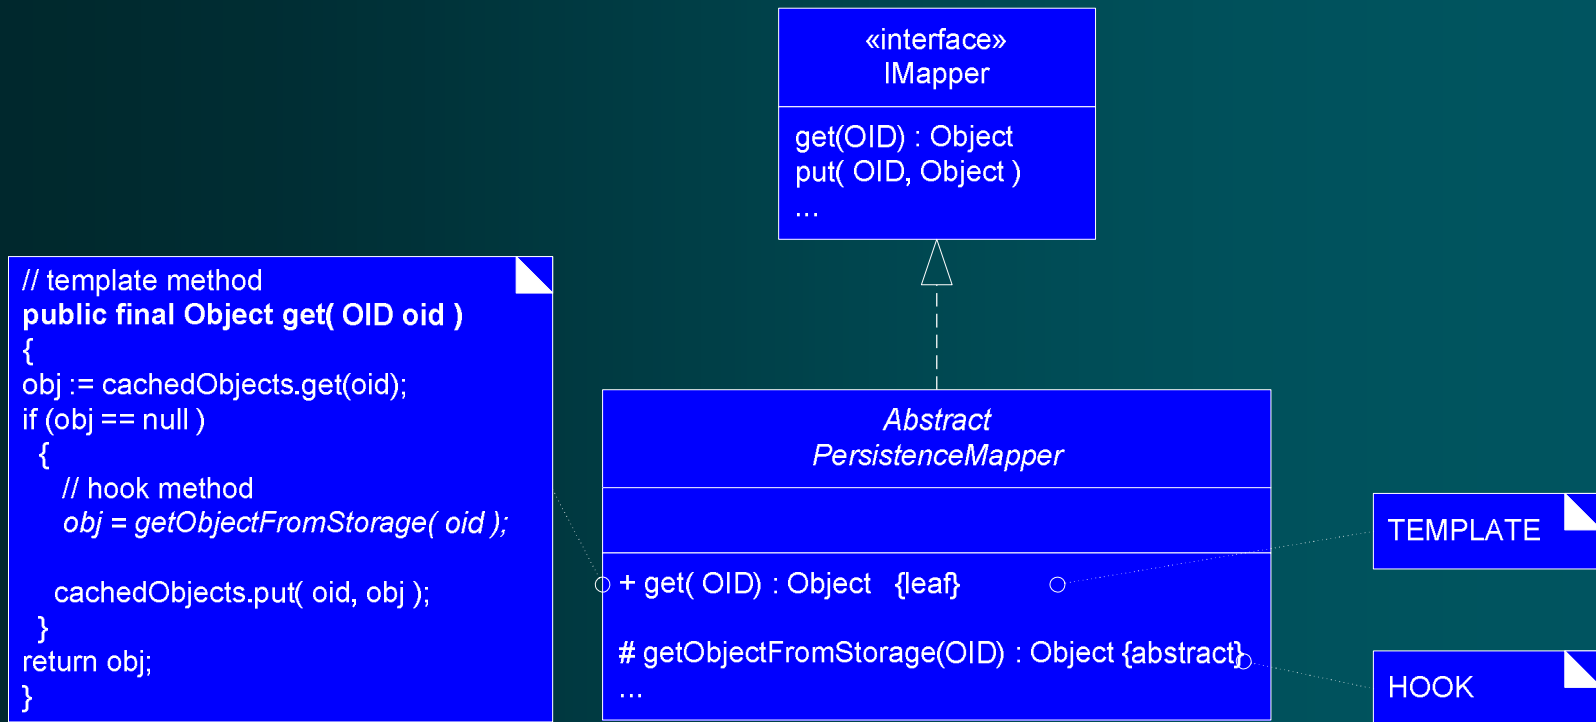 «interface»
IMapper
get(OID) : Object
put( OID, Object )
...
// template method
public final Object get( OID oid )
{
obj := cachedObjects.get(oid);
if (obj == null )
{
// hook method
obj = getObjectFromStorage( oid );
cachedObjects.put( oid, obj );
}
return obj;
}
Abstract
PersistenceMapper
+ get( OID) : Object {leaf}
# getObjectFromStorage(OID) : Object {abstract}
...
TEMPLATE
HOOK